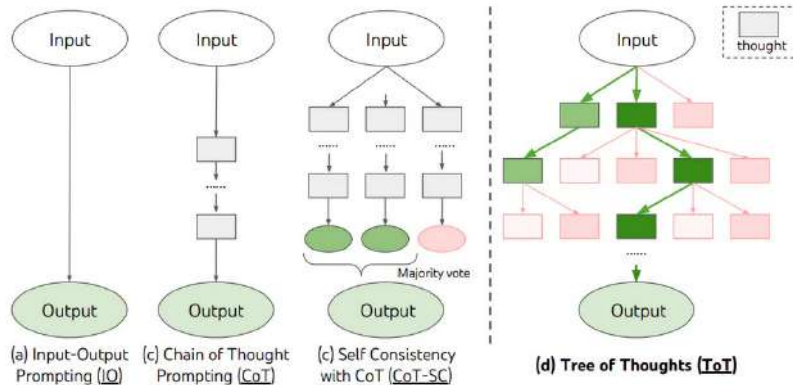 Input
Input
Input
Input
thought
......
......
......
......
Majority vote
Output
Output
Output
Output
(a) Input-Output
Prompting (IO)
(c) Chain of Thought
Prompting (CoT)
(c) Self Consistency
with CoT (CoT-SC)
(d) Tree of Thoughts (ToT)